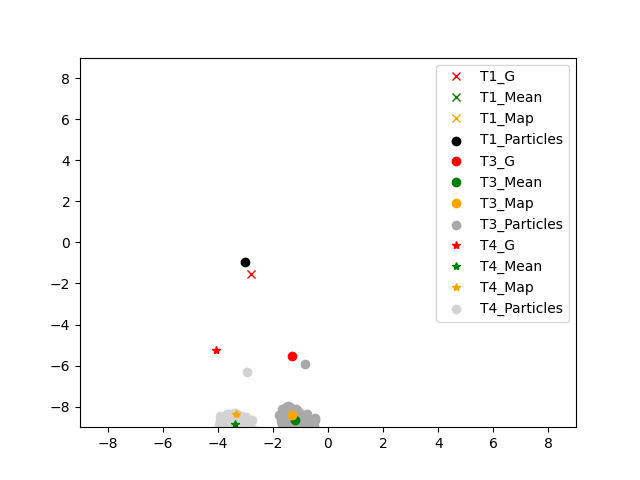 8
6
4
2
0
−2
−4
−6
−8
−8
−6
−4
−2
0
2
4
6
8
T1_G
T1_Mean
T1_Map
T1_Particles
T3_G
T3_Mean
T3_Map
T3_Particles
T4_G
T4_Mean
T4_Map
T4_Particles